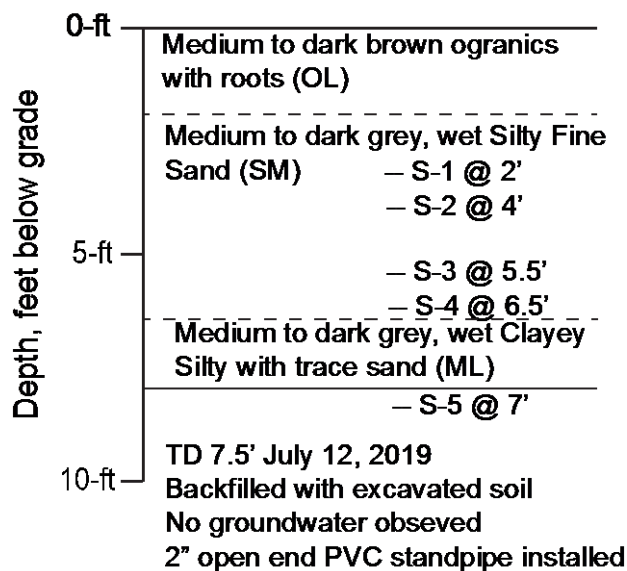 0-ft
Medium to dark brown ogranics
with roots (OL)
Medium to dark grey, wet Silty Fine
Sand (SM)
– S-1 @ 2'
– S-2 @ 4'
5-ft
– S-3 @ 5.5'
– S-4 @ 6.5'
Medium to dark grey, wet Clayey
Silty with trace sand (ML)
– S-5 @ 7'
TD 7.5' July 12, 2019
10-ft
Backfilled with excavated soil
No groundwater obseved
2" open end PVC standpipe installed
Depth, feet below grade